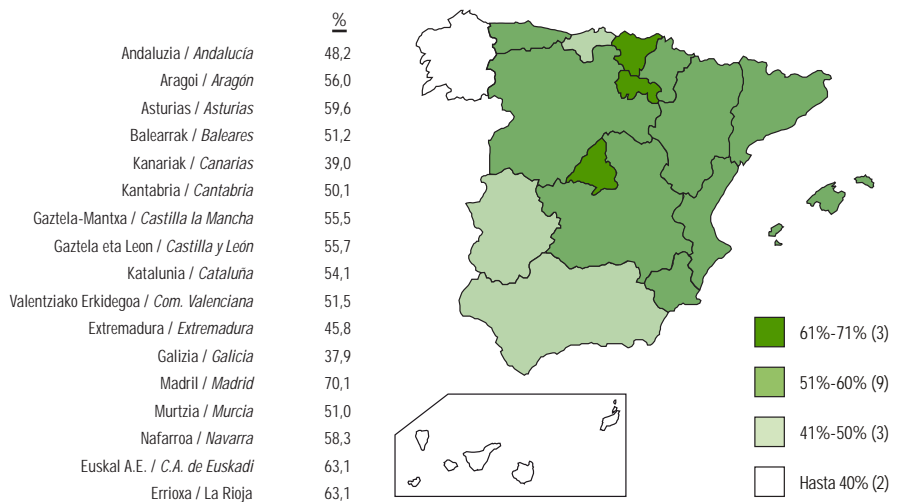 %
Andaluzia / Andalucía 48,2
Aragoi / Aragón 56,0
Asturias / Asturias 59,6
Balearrak / Baleares 51,2
Kanariak / Canarias 39,0
Kantabria / Cantabria 50,1
Gaztela-Mantxa / Castilla la Mancha 55,5
Gaztela eta Leon / Castilla y León 55,7
Katalunia / Cataluña 54,1
Valentziako Erkidegoa / Com. Valenciana 51,5
Extremadura / Extremadura 45,8
Galizia / Galicia 37,9
Madril / Madrid 70,1
Murtzia / Murcia 51,0
Nafarroa / Navarra 58,3
Euskal A.E. / C.A. de Euskadi 63,1
Errioxa / La Rioja 63,1
61%-71% (3)
51%-60% (9)
41%-50% (3)
Hasta 40% (2)